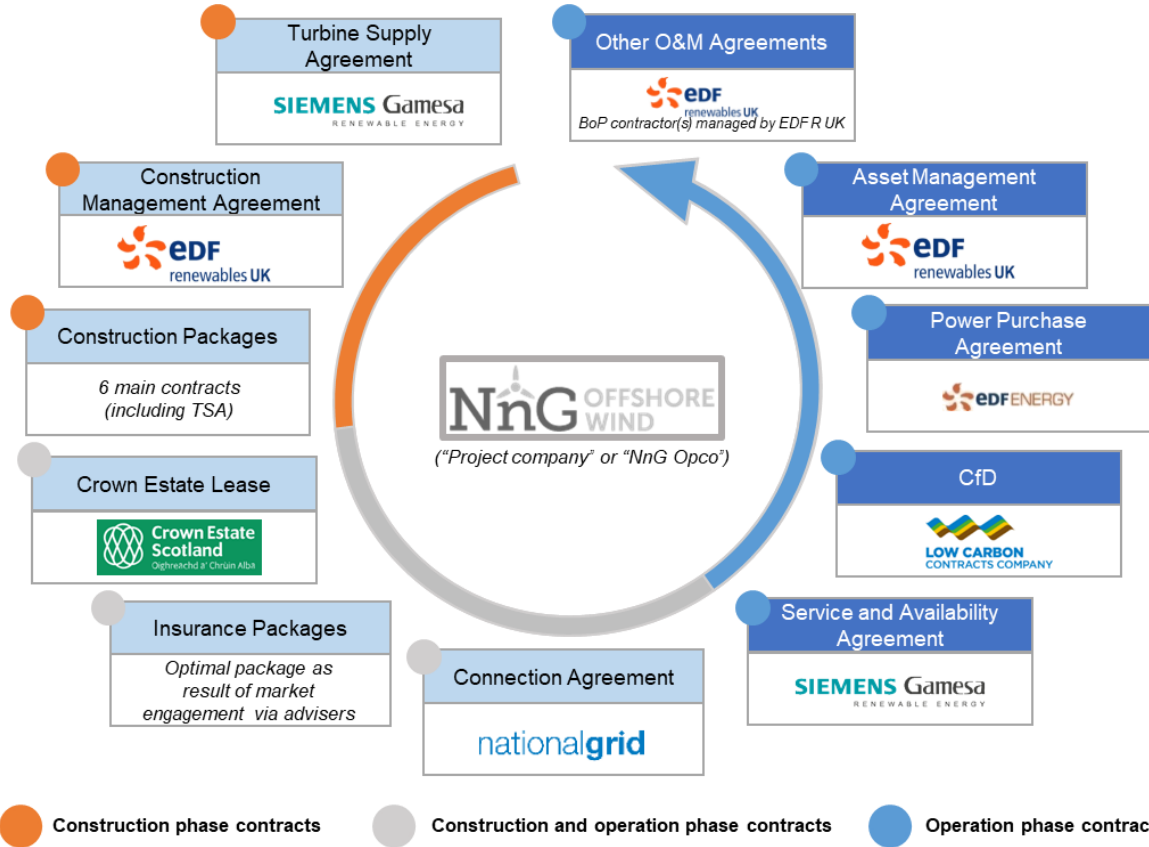 Turbine Supply
Agreement
SIEMENS Gamesa
RENEWABLE ENERGY
Other O&M Agreements
eDF
renewables UK
BoP contractor(s) managed by EDF R UK
Construction
Management Agreement
eDF
renewables UK
Asset Management
Agreement
eDF
renewables UK
Construction Packages
6 main contracts
(including TSA)
Power Purchase
Agreement
eDF ENERGY
NnG OFFSHORE
WIND
("Project company" or "NnG Opco")
Crown Estate Lease
Crown Estate
Scotland
Oighreachd a' Chrùin Alba
CfD
LOW CARBON
CONTRACTS COMPANY
Insurance Packages
Optimal package as
result of market
engagement via advisers
Connection Agreement
nationalgrid
Service and Availability
Agreement
SIEMENS Gamesa
RENEWABLE ENERGY
Construction phase contracts
Construction and operation phase contracts
Operation phase contrac